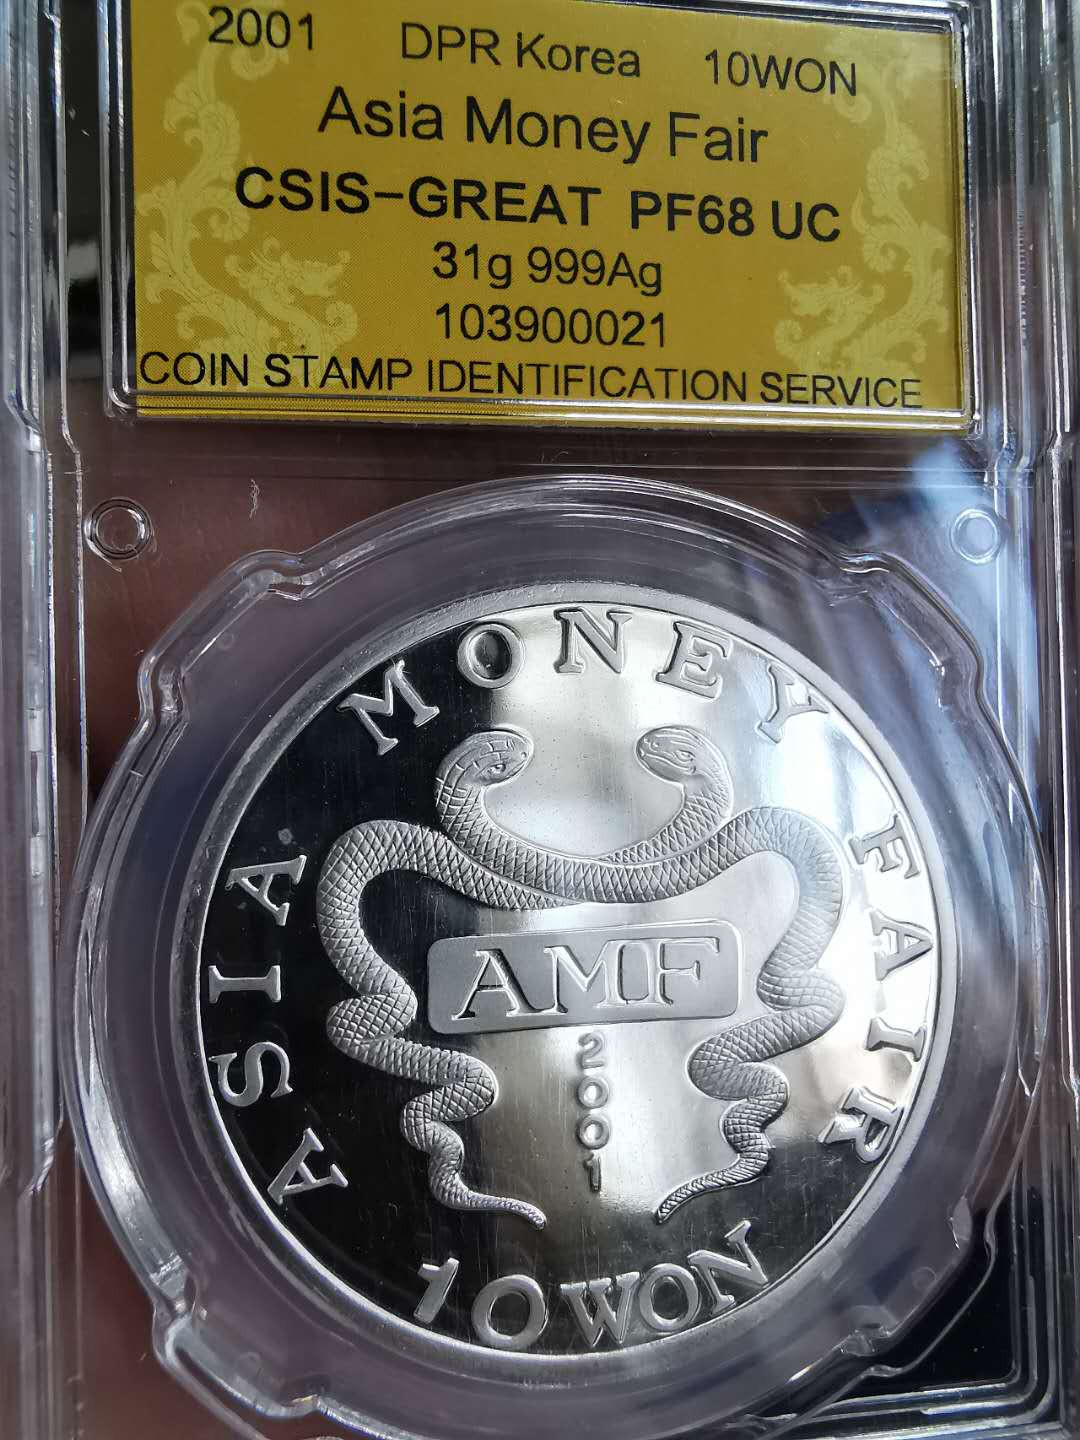 2001 DPR Korea 10WON
Asia Money Fair
CSIS-GREAT PF68 UC
31g 999Ag
103900021
COIN STAMP IDENTIFICATION SERVICE
ASIA MONEY FAIR
AMF
2001
10WON